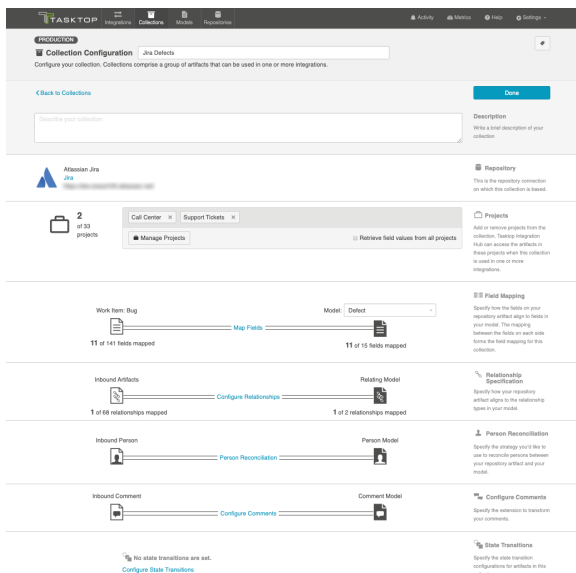 TASKTOP
Integrations
Collections
Models
Repositories
Activity
Metrics
Help
Settings
PRODUCTION
Collection Configuration
Jira Defects
Configure your collection. Collections comprise a group of artifacts that can be used in one or more integrations.
Back to Collections
Done
Describe your collection
Description
Write a brief description of your
collection
Atlassian Jira
Jira
Repository
This is the repository connection
on which this collection is based.
2
of 33
projects
Call Center ×
Support Tickets ×
Manage Projects
Retrieve field values from all projects
Projects
Add or remove projects from the
collection. Tasktop Integration
Hub can access the artifacts in
these projects when this collection
is used in one or more
integrations.
Work Item: Bug
Map Fields
Model: Defect
11 of 141 fields mapped
11 of 15 fields mapped
Field Mapping
Specify how the fields on your
repository artifact align to fields in
your model. The mapping
between the fields on each side
forms the field mapping for this
collection.
Inbound Artifacts
Configure Relationships
Relating Model
1 of 68 relationships mapped
1 of 2 relationships mapped
Relationship
Specification
Specify how your repository
artifact aligns to the relationship
types in your model.
Inbound Person
Person Reconciliation
Person Model
Person Reconciliation
Specify the strategy you'd like to
use to reconcile persons between
your repository artifact and your
model.
Inbound Comment
Configure Comments
Comment Model
Configure Comments
Specify the extension to transform
your comments.
No state transitions are set.
Configure State Transitions
State Transitions
Specify the state transition
configurations for artifacts in this